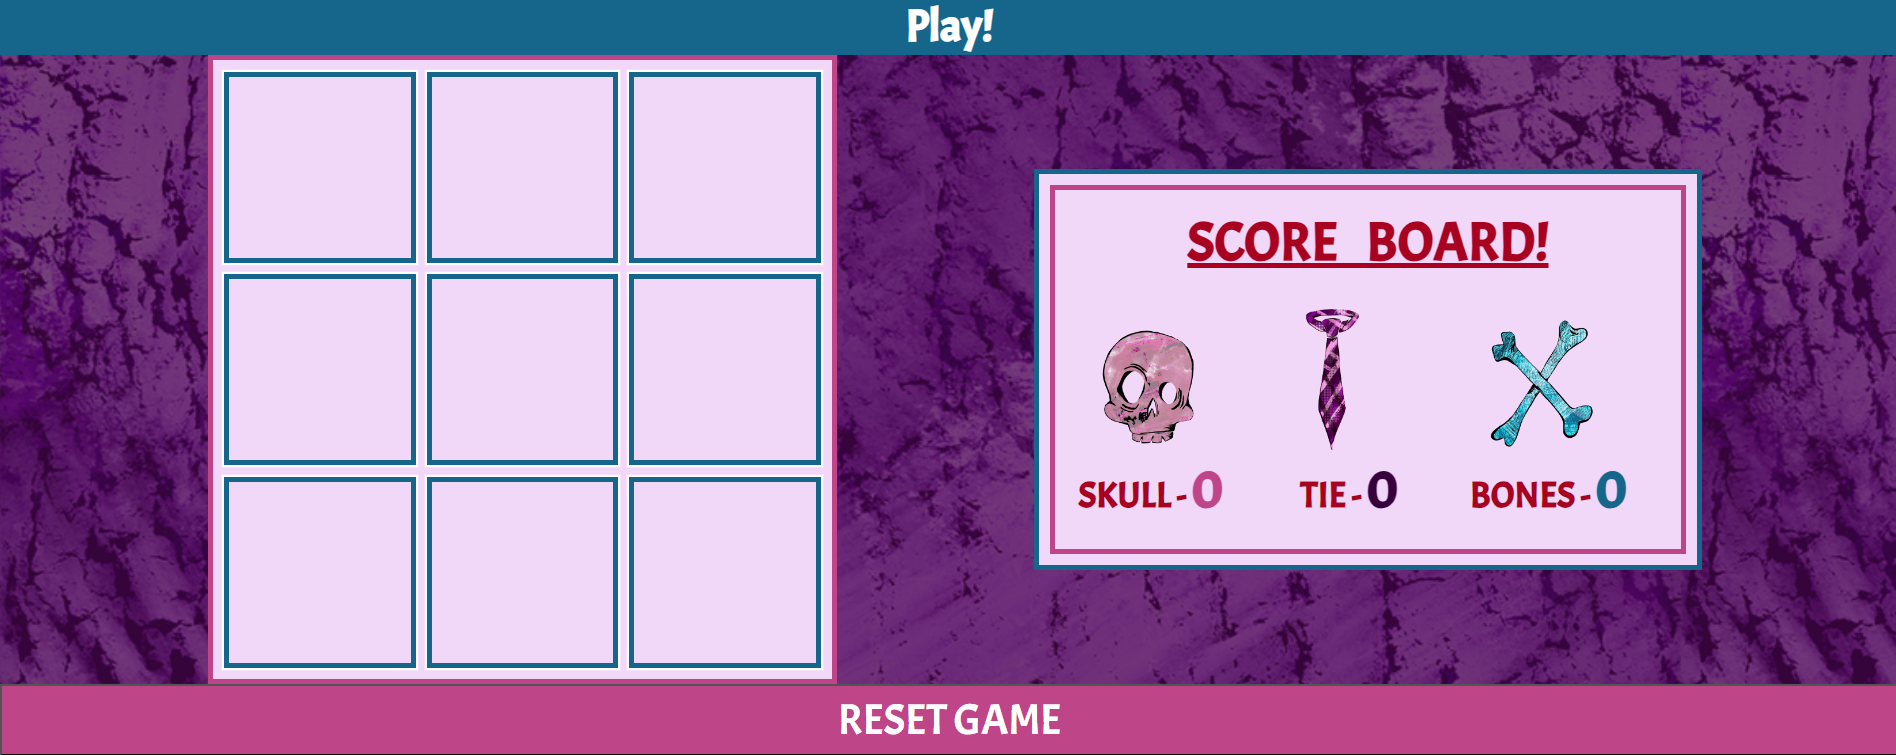 Play!
SCORE BOARD!
SKULL - 0
TIE - 0
BONES - 0
RESET GAME